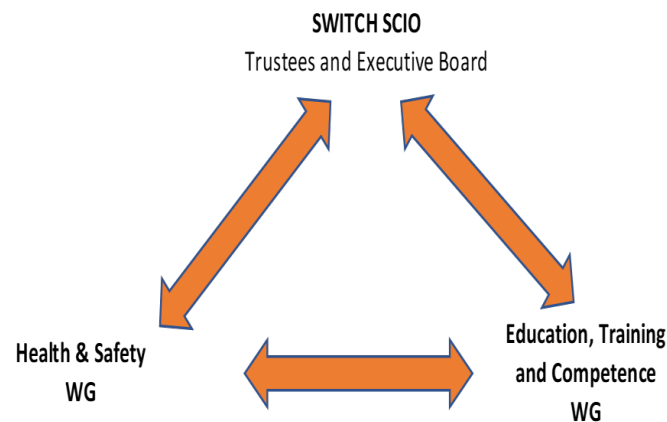 SWITCH SCIO
Trustees and Executive Board
Health & Safety
WG
Education, Training
and Competence
WG